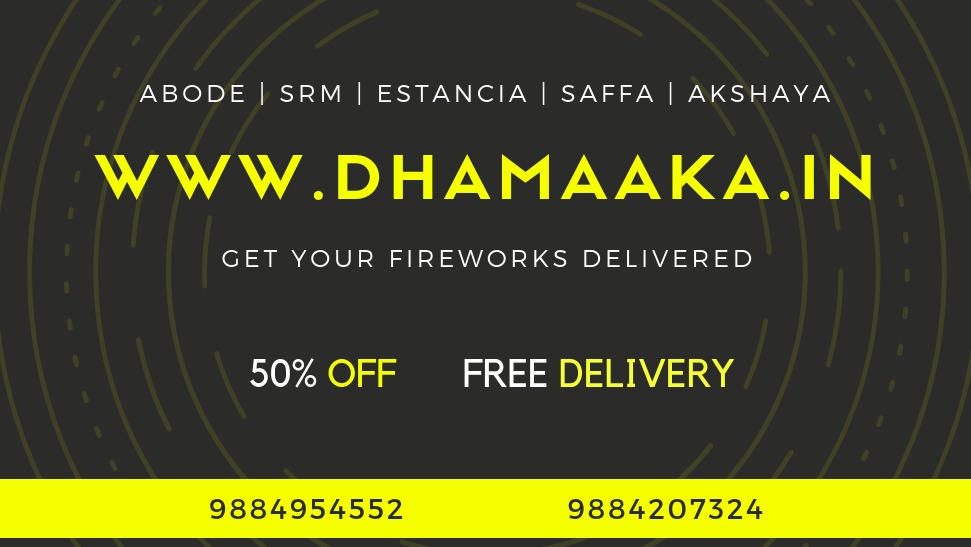 ABODE | SRM | ESTANCIA | SAFFA | AKSHAYA
WWW.DHAMAAKA.IN
GET YOUR FIREWORKS DELIVERED
50% OFF FREE DELIVERY
9884954552 9884207324